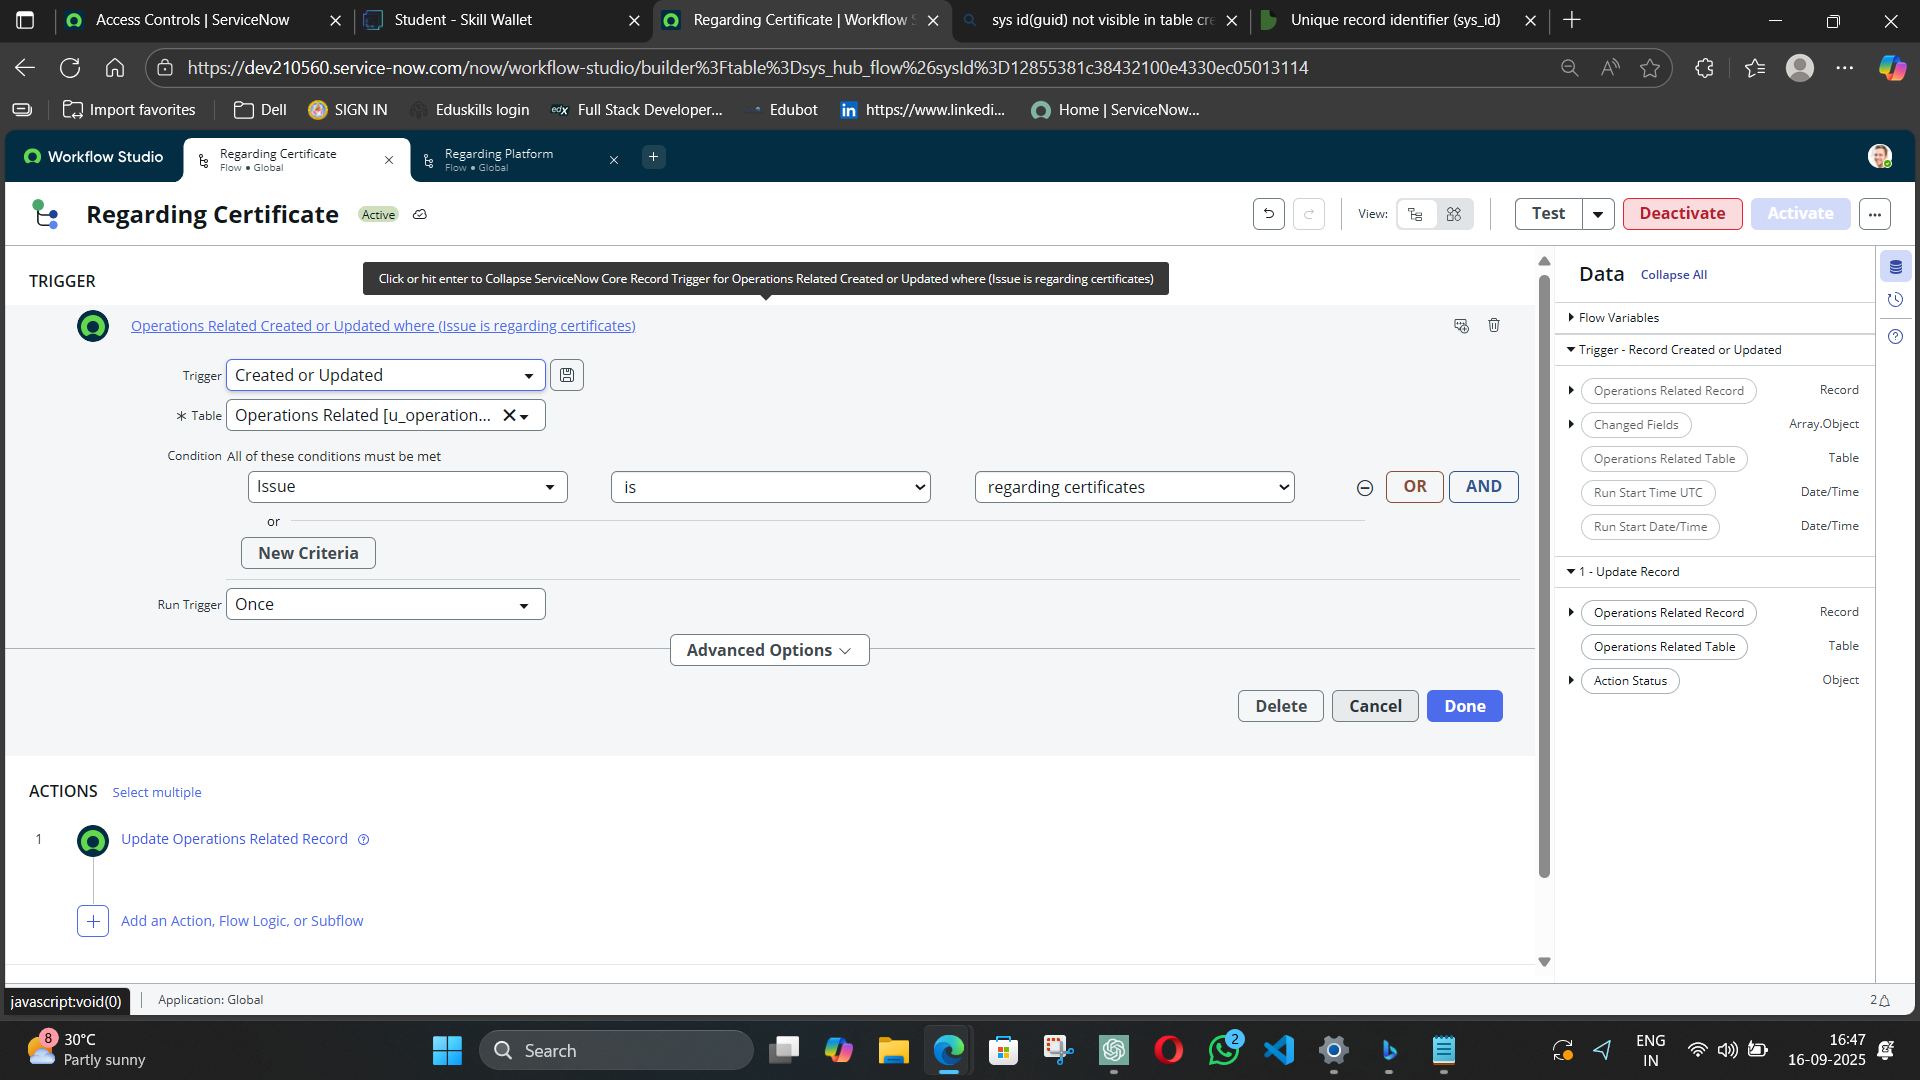 Access Controls | ServiceNow
Student - Skill Wallet
Regarding Certificate | Workflow S
sys id(guid) not visible in table cre
Unique record identifier (sys_id)
https://dev210560.service-now.com/now/workflow-studio/builder%3Ftable%3Dsys_hub_flow%26sysId%3D12855381c38432100e4330ec05013114
Import favorites
Dell
SIGN IN
Eduskills login
edX Full Stack Developer...
Edubot
in https://www.linkedi...
Home | ServiceNow...
Workflow Studio
Regarding Certificate
Flow • Global
Regarding Platform
Flow • Global
Regarding Certificate
Active
View:
Test
Deactivate
Activate
TRIGGER
Click or hit enter to Collapse ServiceNow Core Record Trigger for Operations Related Created or Updated where (Issue is regarding certificates)
Operations Related Created or Updated where (Issue is regarding certificates)
Trigger
Created or Updated
* Table
Operations Related [u_operation...
Condition
All of these conditions must be met
Issue
is
regarding certificates
OR
AND
or
New Criteria
Run Trigger
Once
Advanced Options
Delete
Cancel
Done
ACTIONS
Select multiple
1
Update Operations Related Record
Add an Action, Flow Logic, or Subflow
Data
Collapse All
Flow Variables
Trigger - Record Created or Updated
Operations Related Record
Record
Changed Fields
Array.Object
Operations Related Table
Table
Run Start Time UTC
Date/Time
Run Start Date/Time
Date/Time
1 - Update Record
Operations Related Record
Record
Operations Related Table
Table
Action Status
Object
javascript:void(0)
Application: Global
2
8
30°C
Partly sunny
Search
2
ENG
IN
16:47
16-09-2025